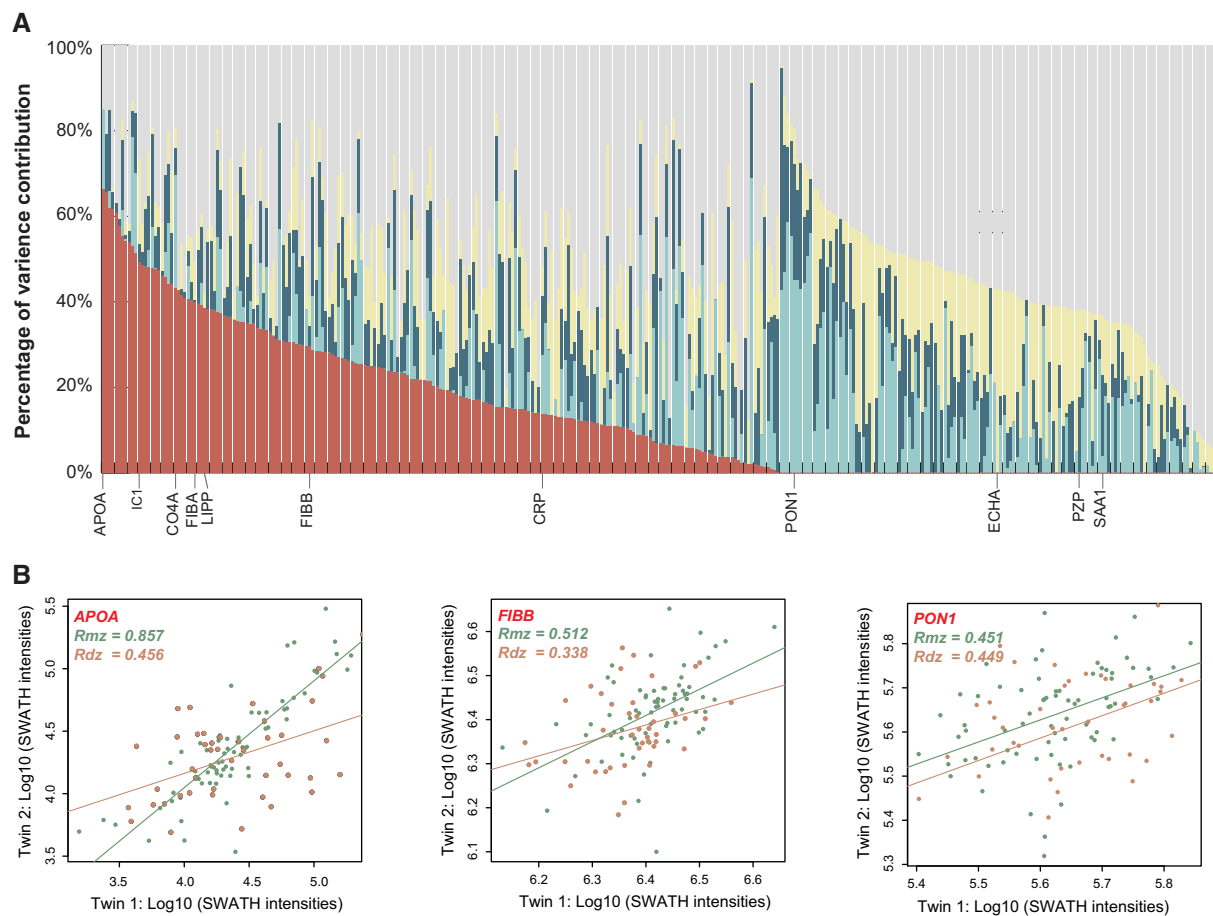 A
Percentage of varience contribution
100%
80%
60%
40%
20%
0%
APOA
IC1
CO4A
FIBA
LIPP
FIBB
CRP
PON1
ECHA
PZP
SAA1
B
APOA
Rmz = 0.857
Rdz = 0.456
Twin 2: Log10 (SWATH intensities)
5.5
5.0
4.5
4.0
3.5
3.5 4.0 4.5 5.0
Twin 1: Log10 (SWATH intensities)
FIBB
Rmz = 0.512
Rdz = 0.338
Twin 2: Log10 (SWATH intensities)
6.6
6.5
6.4
6.3
6.2
6.1
6.2 6.3 6.4 6.5 6.6
Twin 1: Log10 (SWATH intensities)
PON1
Rmz = 0.451
Rdz = 0.449
Twin 2: Log10 (SWATH intensities)
5.8
5.7
5.6
5.5
5.4
5.3
5.4 5.5 5.6 5.7 5.8
Twin 1: Log10 (SWATH intensities)